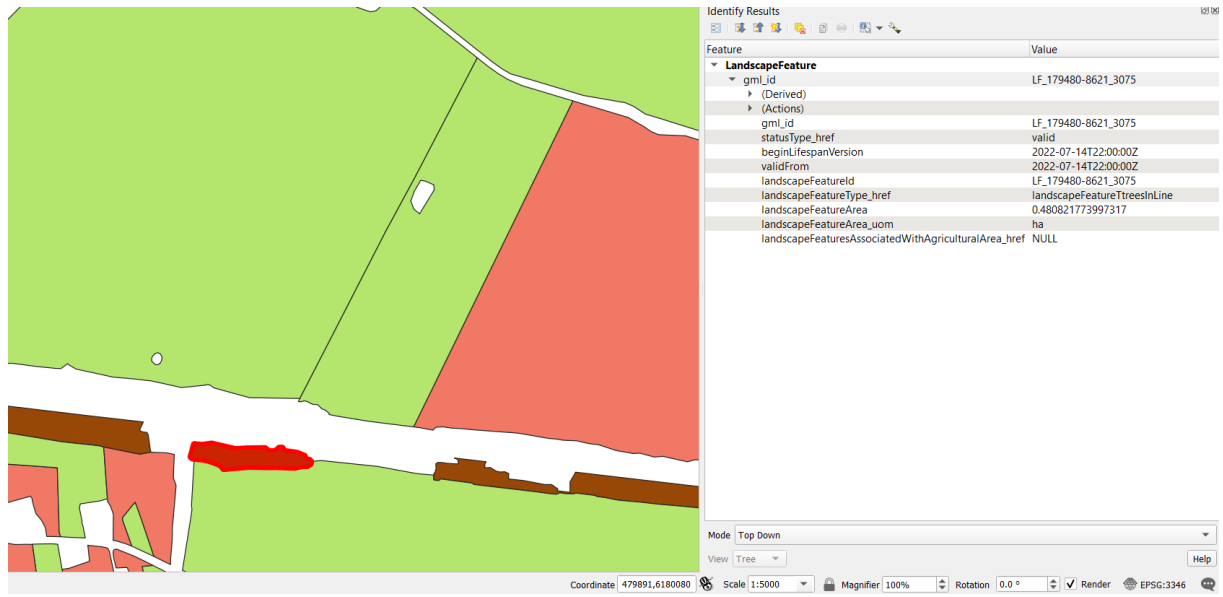 Identify Results
Feature Value
LandscapeFeature
gml_id LF_179480-8621_3075
(Derived)
(Actions)
gml_id LF_179480-8621_3075
statusType_href valid
beginLifespanVersion 2022-07-14T22:00:00Z
validFrom 2022-07-14T22:00:00Z
landscapeFeatureId LF_179480-8621_3075
landscapeFeatureType_href landscapeFeatureTtreesInLine
landscapeFeatureArea 0.480821773997317
landscapeFeatureArea_uom ha
landscapeFeaturesAssociatedWithAgriculturalArea_href NULL
Mode Top Down
View Tree Help
Coordinate 479891,6180080 Scale 1:5000 Magnifier 100% Rotation 0.0 ° Render EPSG:3346